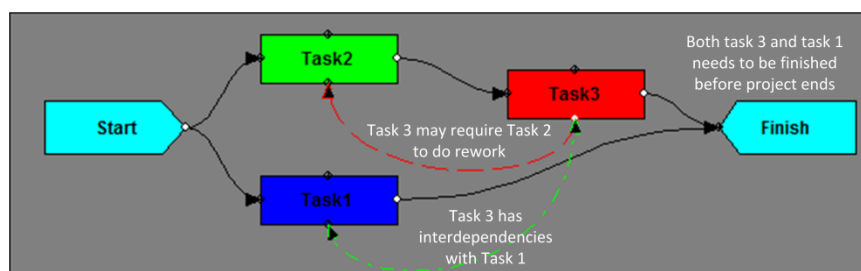 Start
Task2
Task3
Both task 3 and task 1
needs to be finished
before project ends
Finish
Task 3 may require Task 2
to do rework
Task1
Task 3 has
interdependencies
with Task 1